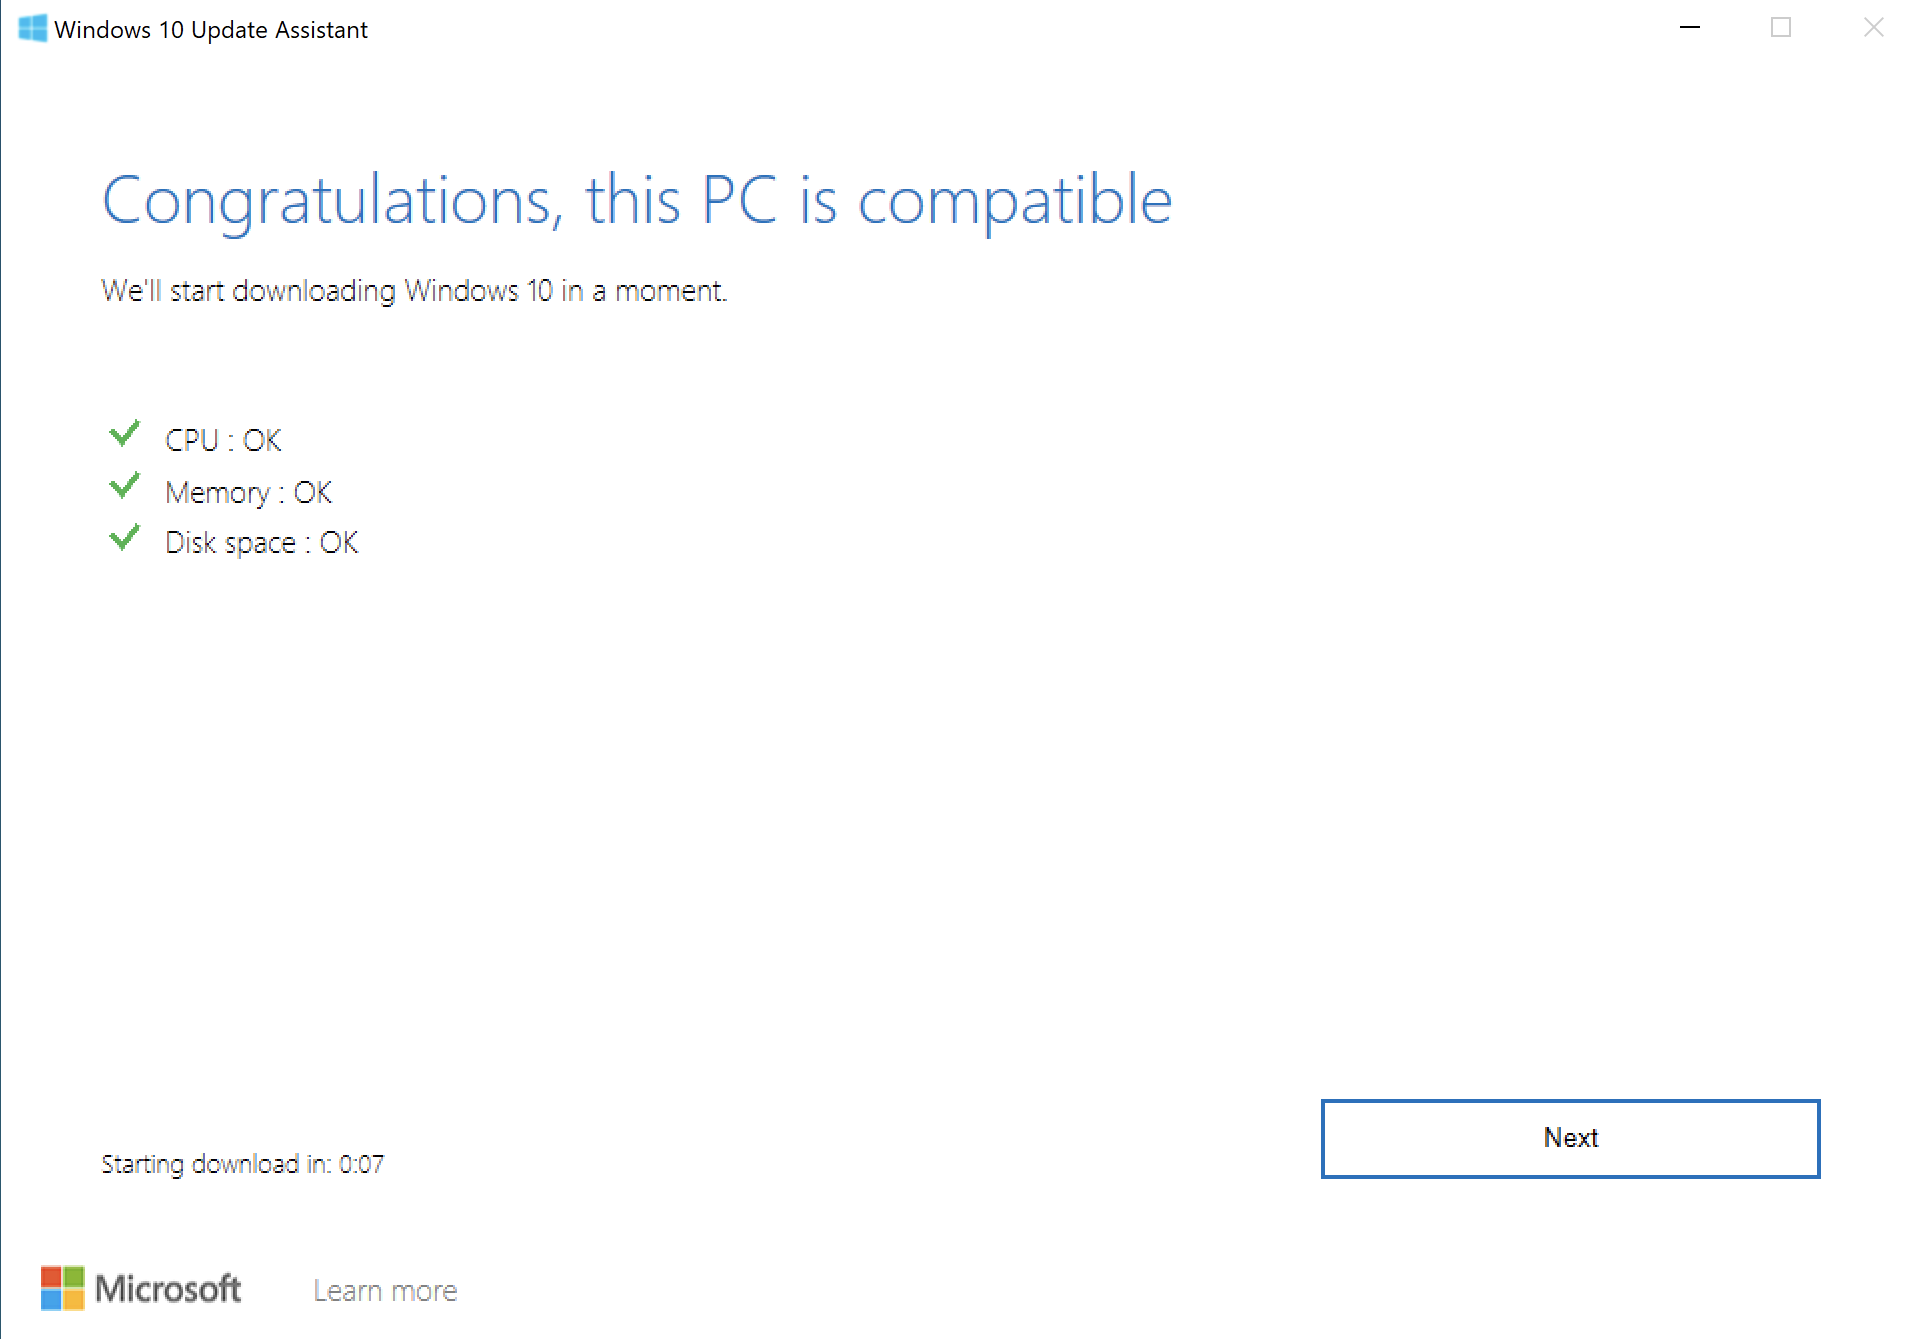 Windows 10 Update Assistant
Congratulations, this PC is compatible
We'll start downloading Windows 10 in a moment.
CPU : OK
Memory : OK
Disk space : OK
Next
Starting download in: 0:07
Microsoft
Learn more